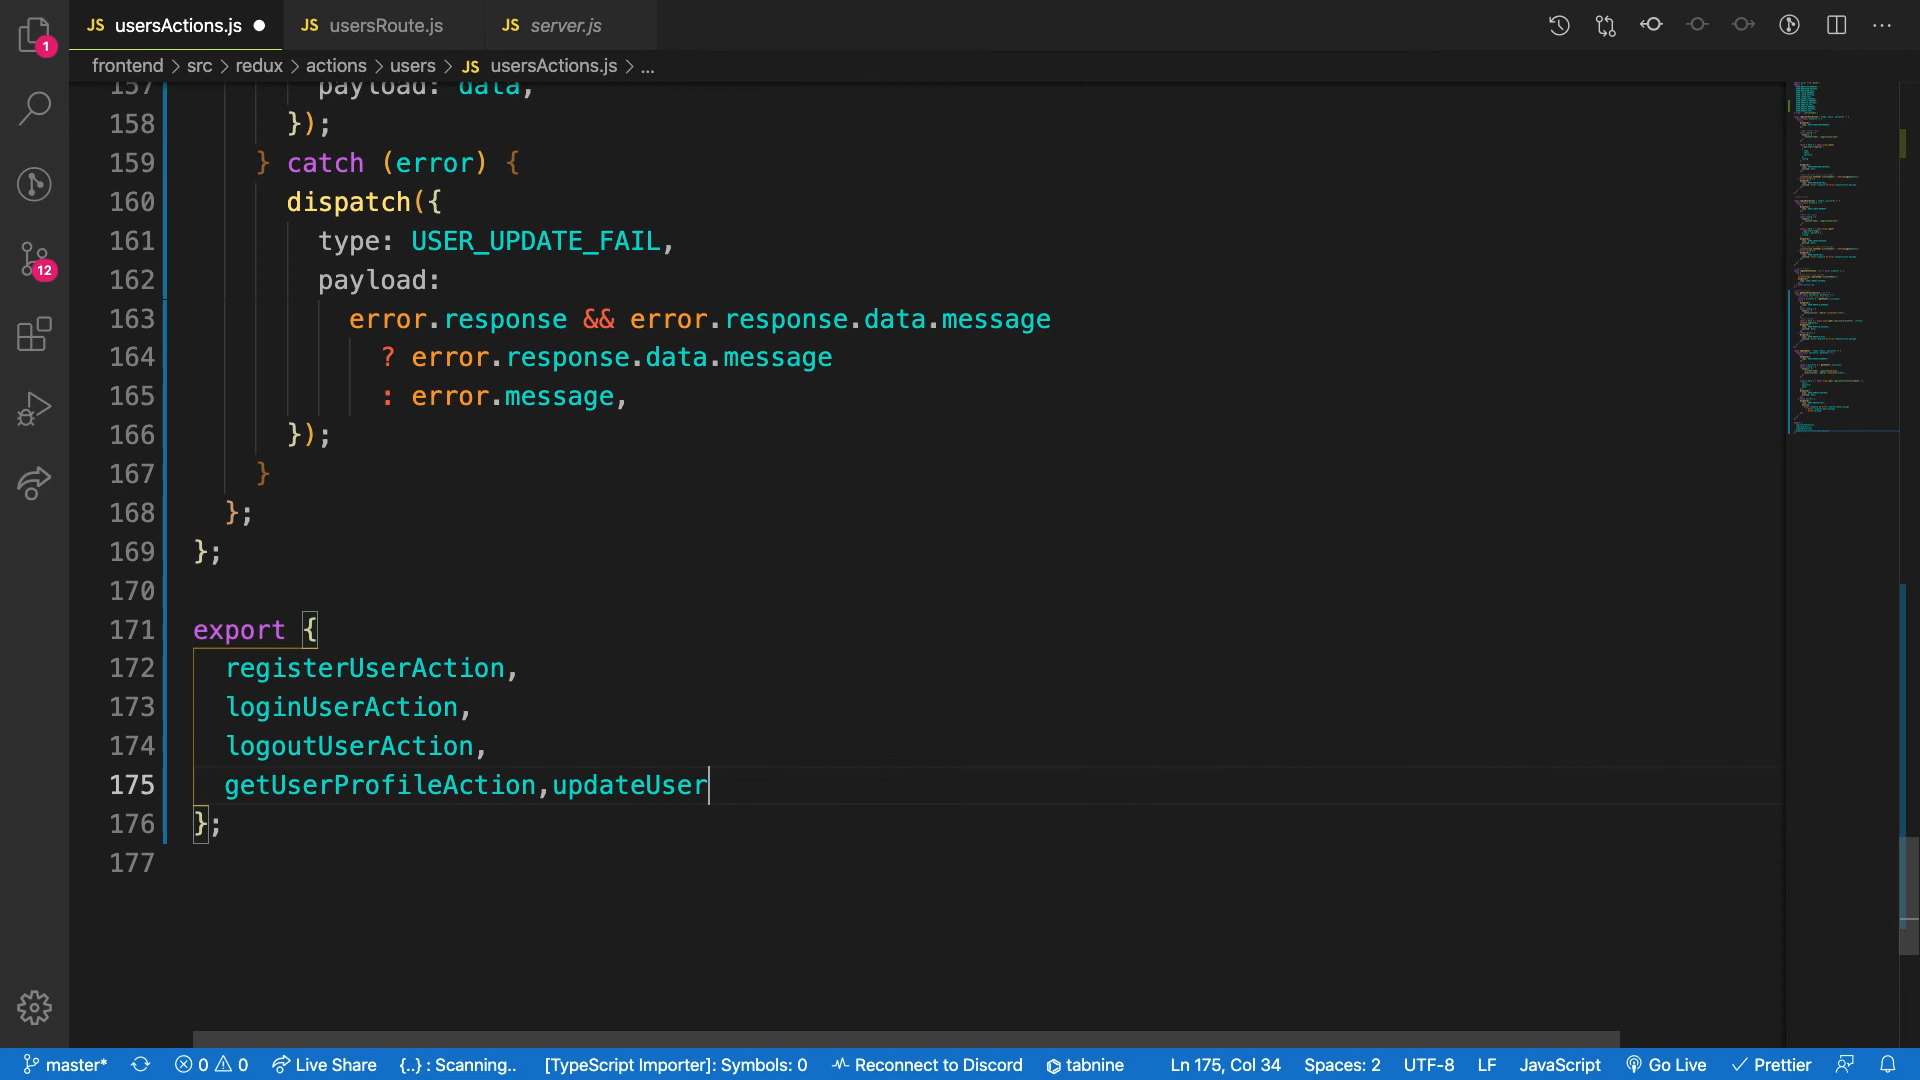 JS usersActions.js JS usersRoute.js JS server.js
1
frontend > src > redux > actions > users > JS usersActions.js > ...
157 payload: data,
158 });
159 } catch (error) {
160 dispatch({
161 type: USER_UPDATE_FAIL,
162 payload:
163 error.response && error.response.data.message
164 ? error.response.data.message
165 : error.message,
166 });
167 }
168 };
169 };
170
171 export {
172 registerUserAction,
173 loginUserAction,
174 logoutUserAction,
175 getUserProfileAction,updateUser
176 };
177
12
master* 0 0 Live Share {..} : Scanning.. [TypeScript Importer]: Symbols: 0 Reconnect to Discord tabnine Ln 175, Col 34 Spaces: 2 UTF-8 LF JavaScript Go Live Prettier